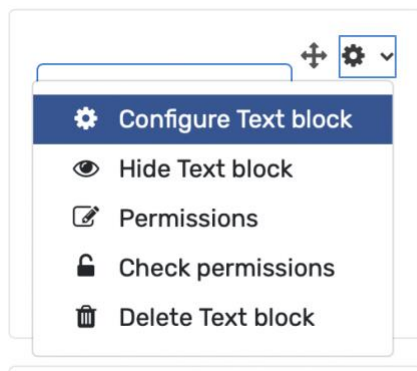 Configure Text block
Hide Text block
Permissions
Check permissions
Delete Text block